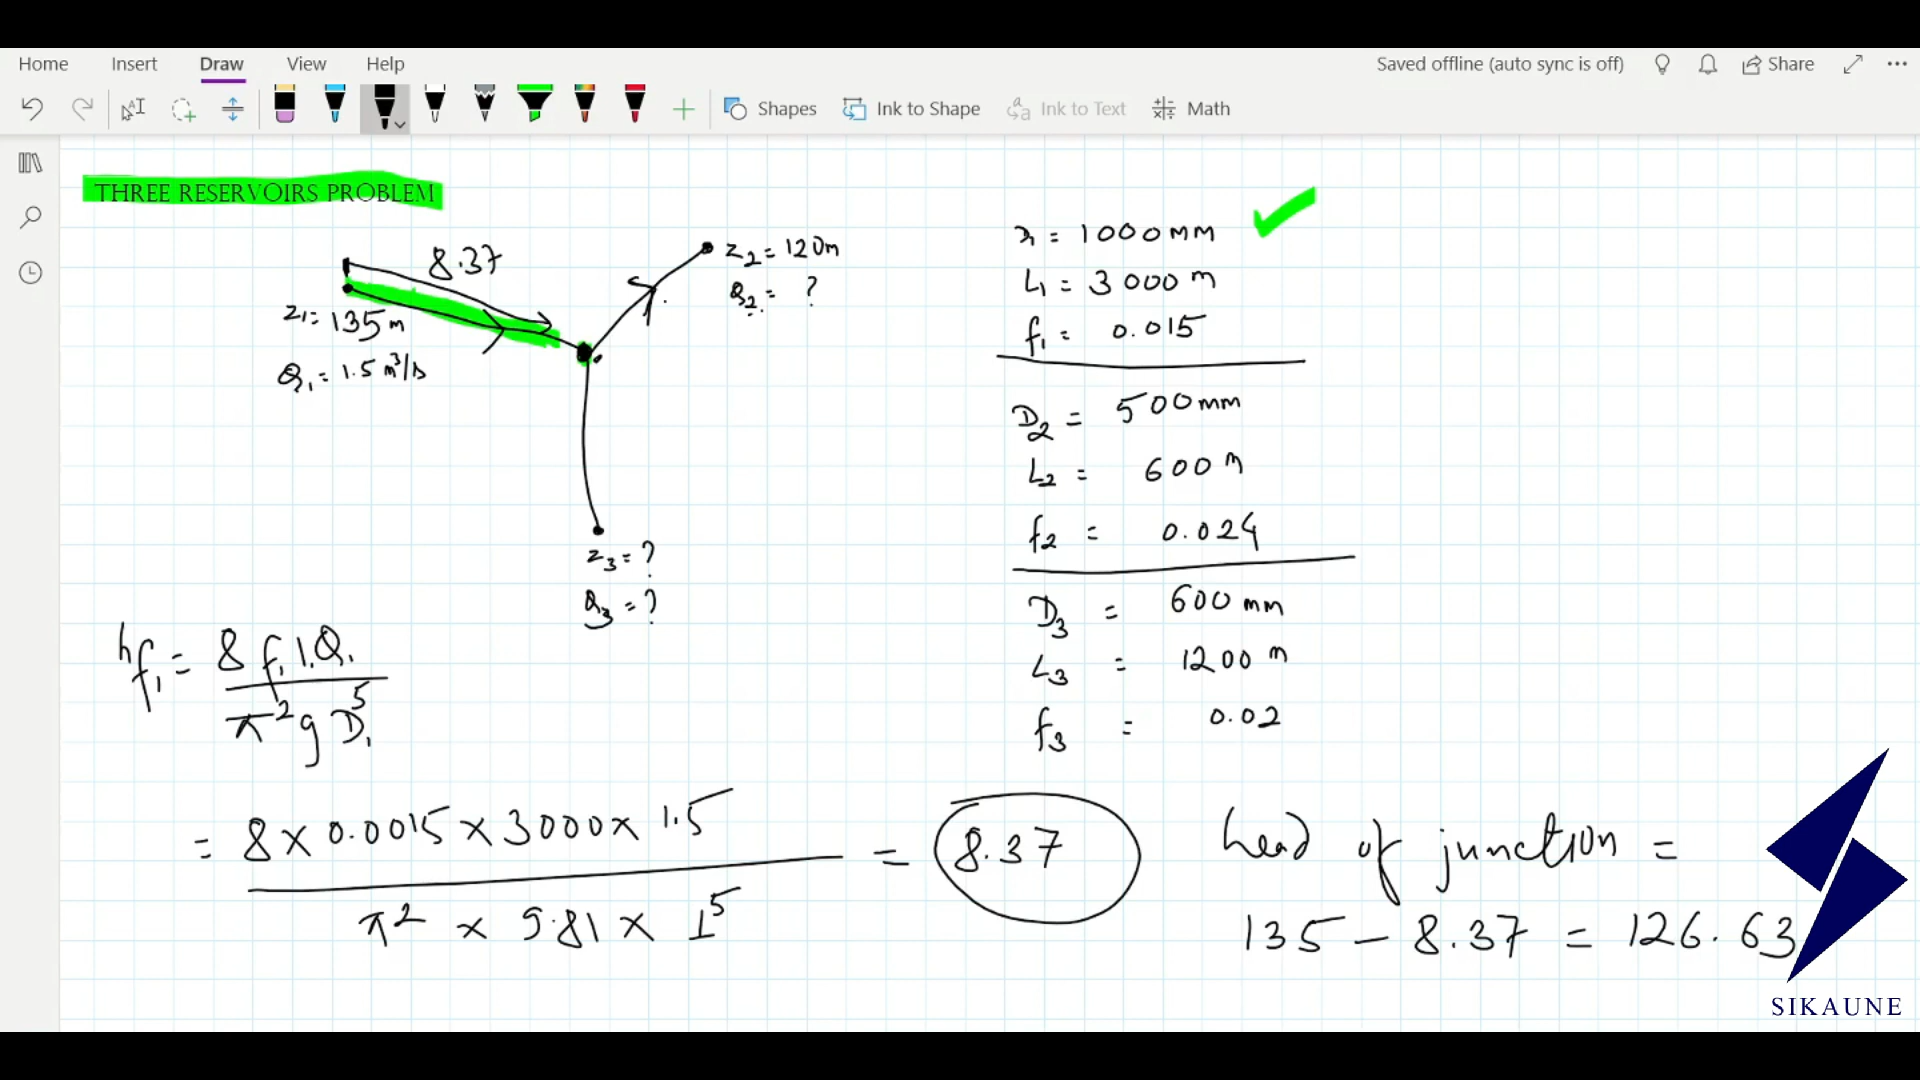 Home Insert Draw View Help
Saved offline (auto sync is off) Share
Shapes Ink to Shape Ink to Text Math
THREE RESERVOIRS PROBLEM
8.37
z1 = 135 m
Q1 = 1.5 m³/s
z2 = 120m
Q2 = ?
z3 = ?
Q3 = ?
= 1000 mm
L1 = 3000 m
f1 = 0.015
D2 = 500mm
L2 = 600 m
f2 = 0.024
D3 = 600 mm
L3 = 1200 m
f3 = 0.02
hf1 = 8 f1 l1 Q1
π² g D1⁵
= 8 × 0.0015 × 3000 × 1.5 = 8.37
π² × 9.81 × 1⁵
head of junction =
135 - 8.37 = 126.63
SIKAUNE